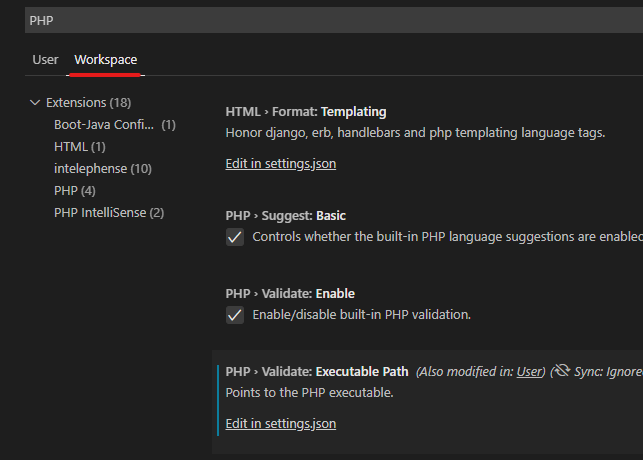 PHP
User Workspace
Extensions (18)
Boot-Java Confi... (1)
HTML (1)
intelephense (10)
PHP (4)
PHP IntelliSense (2)
HTML › Format: Templating
Honor django, erb, handlebars and php templating language tags.
Edit in settings.json
PHP › Suggest: Basic
Controls whether the built-in PHP language suggestions are enabled
PHP › Validate: Enable
Enable/disable built-in PHP validation.
PHP › Validate: Executable Path (Also modified in: User) ( Sync: Ignored
Points to the PHP executable.
Edit in settings.json